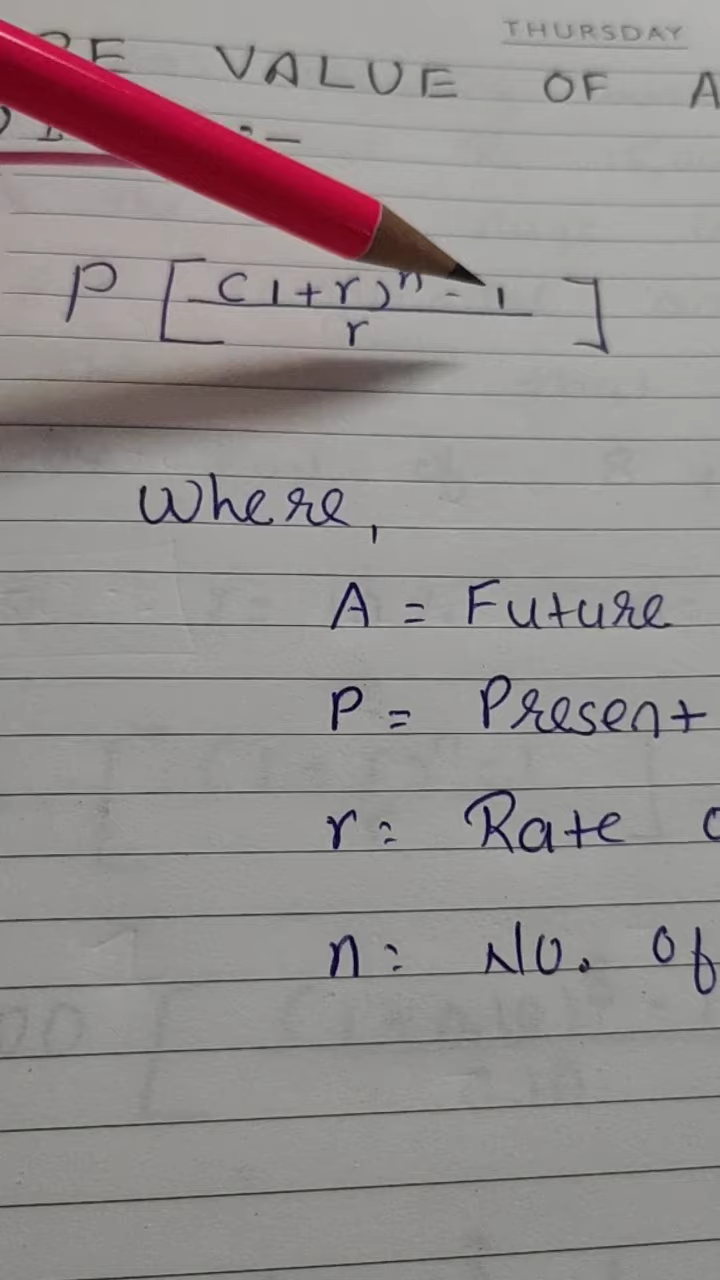 THURSDAY
VALUE OF A
P [ (1+r)ⁿ - 1
r ]
Where,
A = Future
P = Present
r = Rate
n = No. of